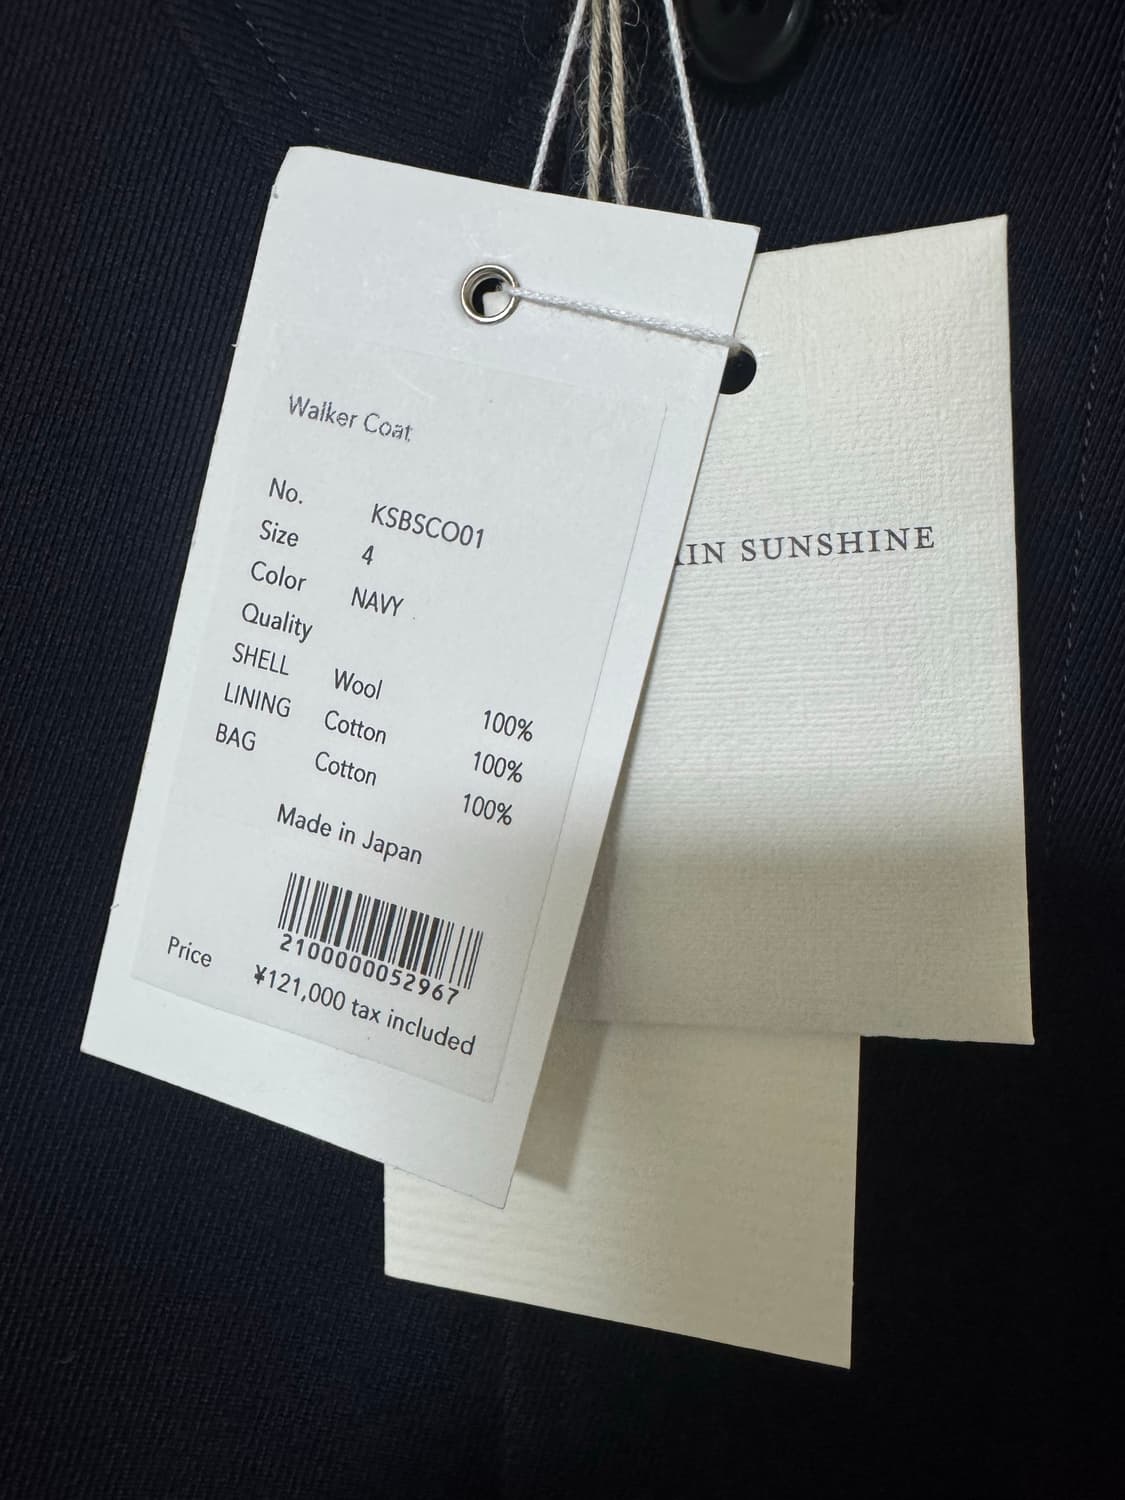 Walker Coat
No. KSBSCO01
Size 4
Color NAVY
Quality
SHELL Wool 100%
LINING Cotton 100%
BAG Cotton 100%
Made in Japan
2100000052967
Price ¥121,000 tax included
IN SUNSHINE